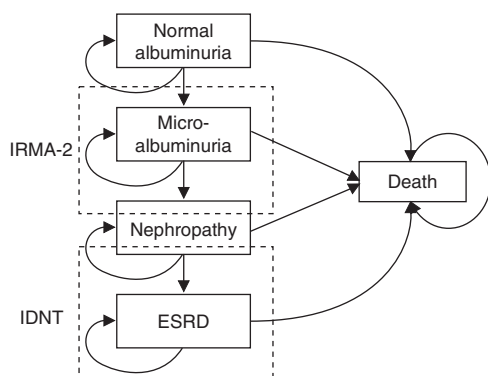 Normal
albuminuria
Micro-
albuminuria
IRMA-2
Death
Nephropathy
IDNT
ESRD